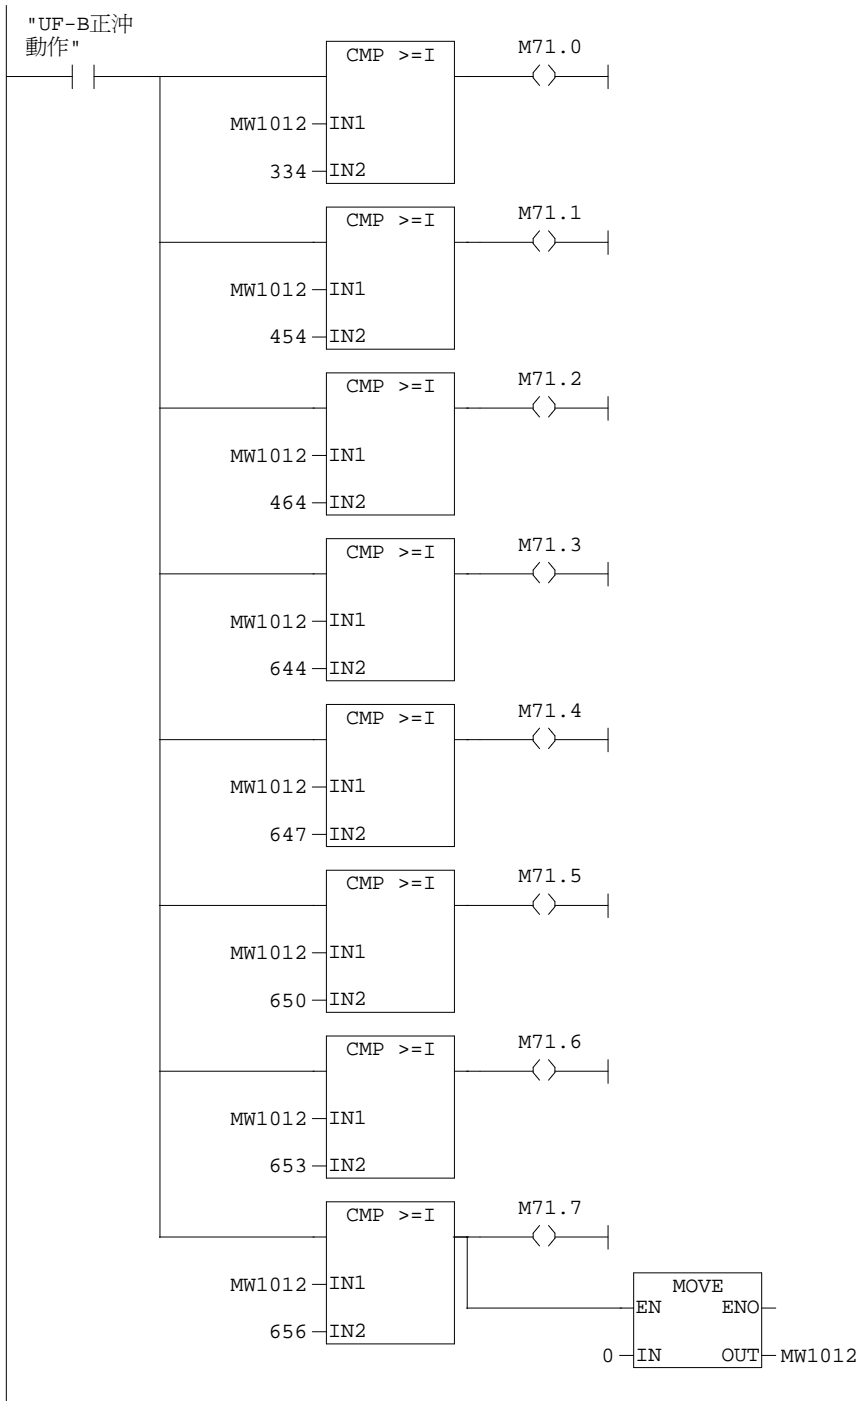 "UF-B正沖
動作"
CMP >=I
M71.0
MW1012
IN1
334
IN2
CMP >=I
M71.1
MW1012
IN1
454
IN2
CMP >=I
M71.2
MW1012
IN1
464
IN2
CMP >=I
M71.3
MW1012
IN1
644
IN2
CMP >=I
M71.4
MW1012
IN1
647
IN2
CMP >=I
M71.5
MW1012
IN1
650
IN2
CMP >=I
M71.6
MW1012
IN1
653
IN2
CMP >=I
M71.7
MW1012
IN1
656
IN2
MOVE
EN
ENO
0
IN
OUT
MW1012